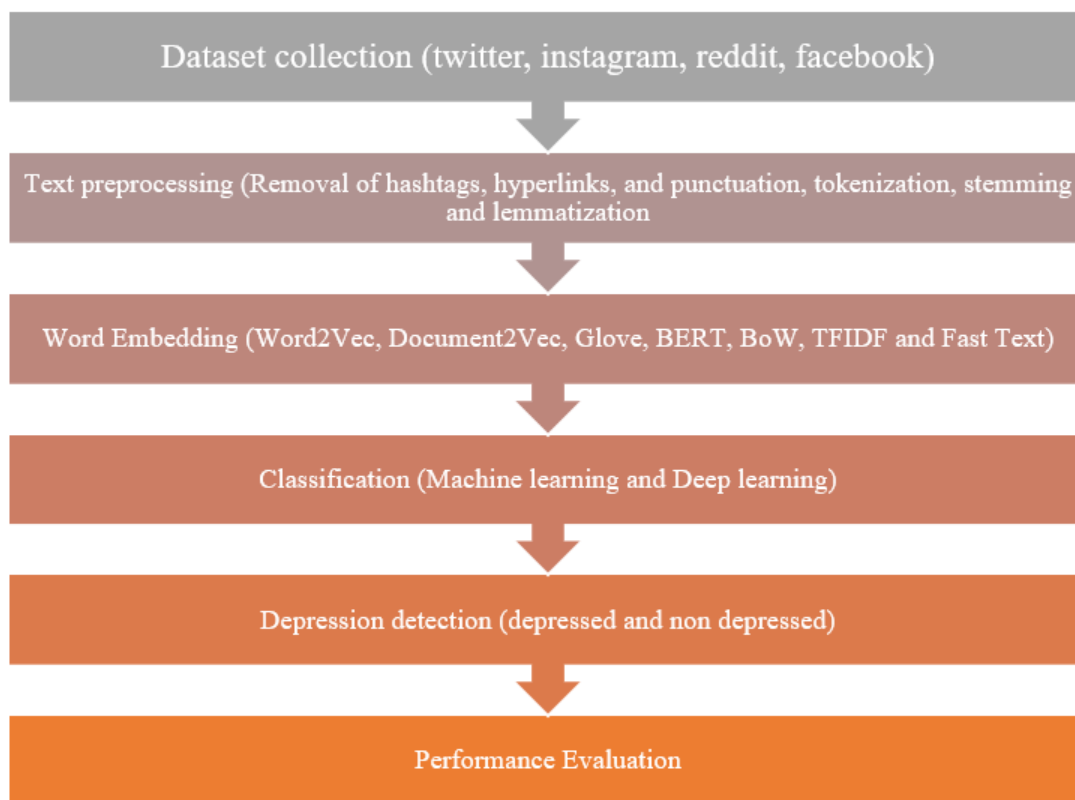 Dataset collection (twitter, instagram, reddit, facebook)
Text preprocessing (Removal of hashtags, hyperlinks, and punctuation, tokenization, stemming
and lemmatization
Word Embedding (Word2Vec, Document2Vec, Glove, BERT, BoW, TFIDF and Fast Text)
Classification (Machine learning and Deep learning)
Depression detection (depressed and non depressed)
Performance Evaluation